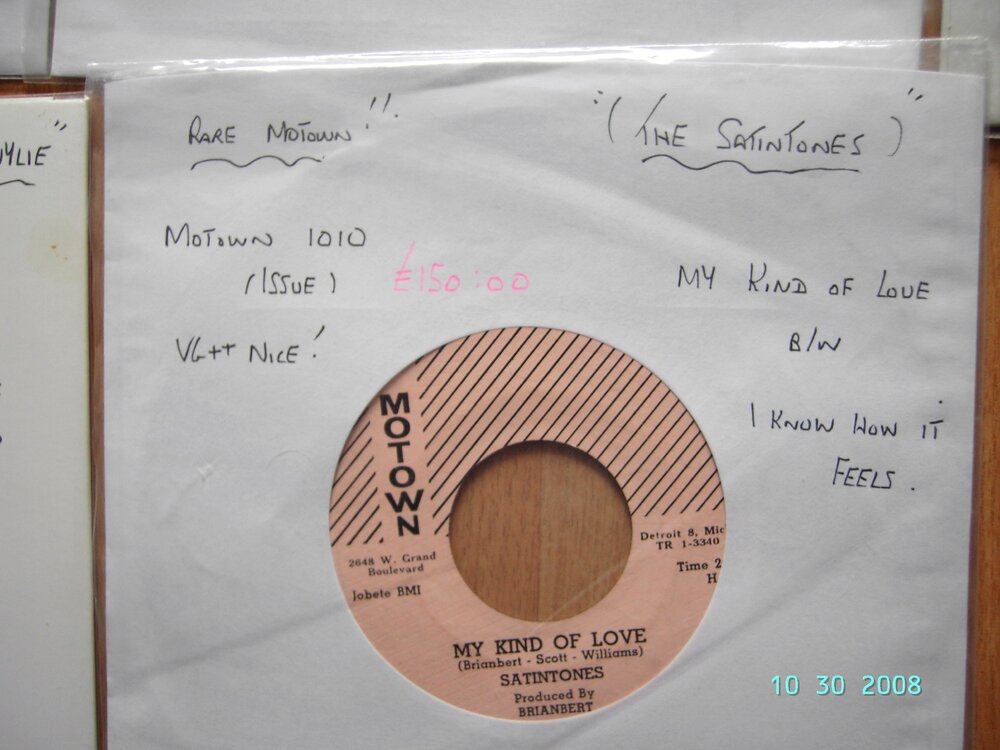 RARE MOTOWN!!!
"(THE SATINTONES)"
YLIE"
MOTOWN 1010
(ISSUE) £150:00
MY KIND OF LOVE
VG++ NICE!
B/W
I KNOW HOW IT
FEELS.
MOTOWN
2648 W. Grand
Boulevard
Jobete BMI
Detroit 8, Mic
TR 1-3340
Time 2
H
MY KIND OF LOVE
(Brianbert - Scott - Williams)
SATINTONES
Produced By
BRIANBERT
10 30 2008